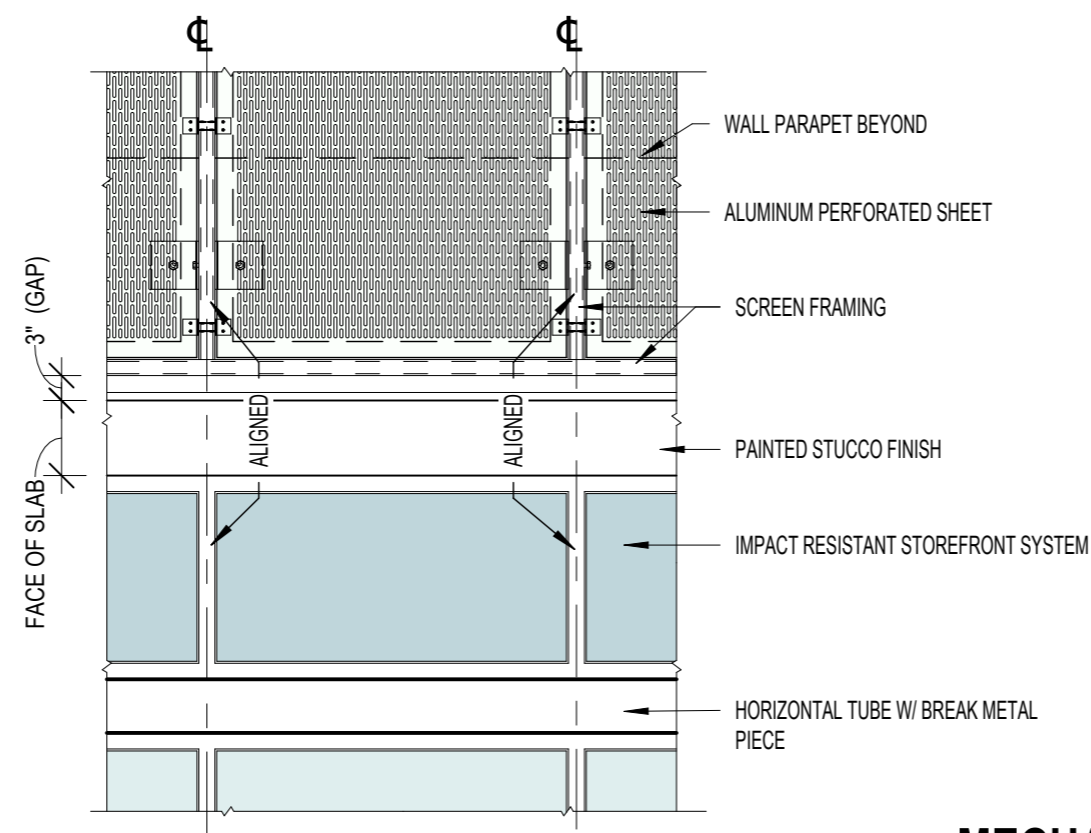 ℄ ℄
WALL PARAPET BEYOND
ALUMINUM PERFORATED SHEET
SCREEN FRAMING
3" (GAP)
ALIGNED
ALIGNED
FACE OF SLAB
PAINTED STUCCO FINISH
IMPACT RESISTANT STOREFRONT SYSTEM
HORIZONTAL TUBE W/ BREAK METAL
PIECE